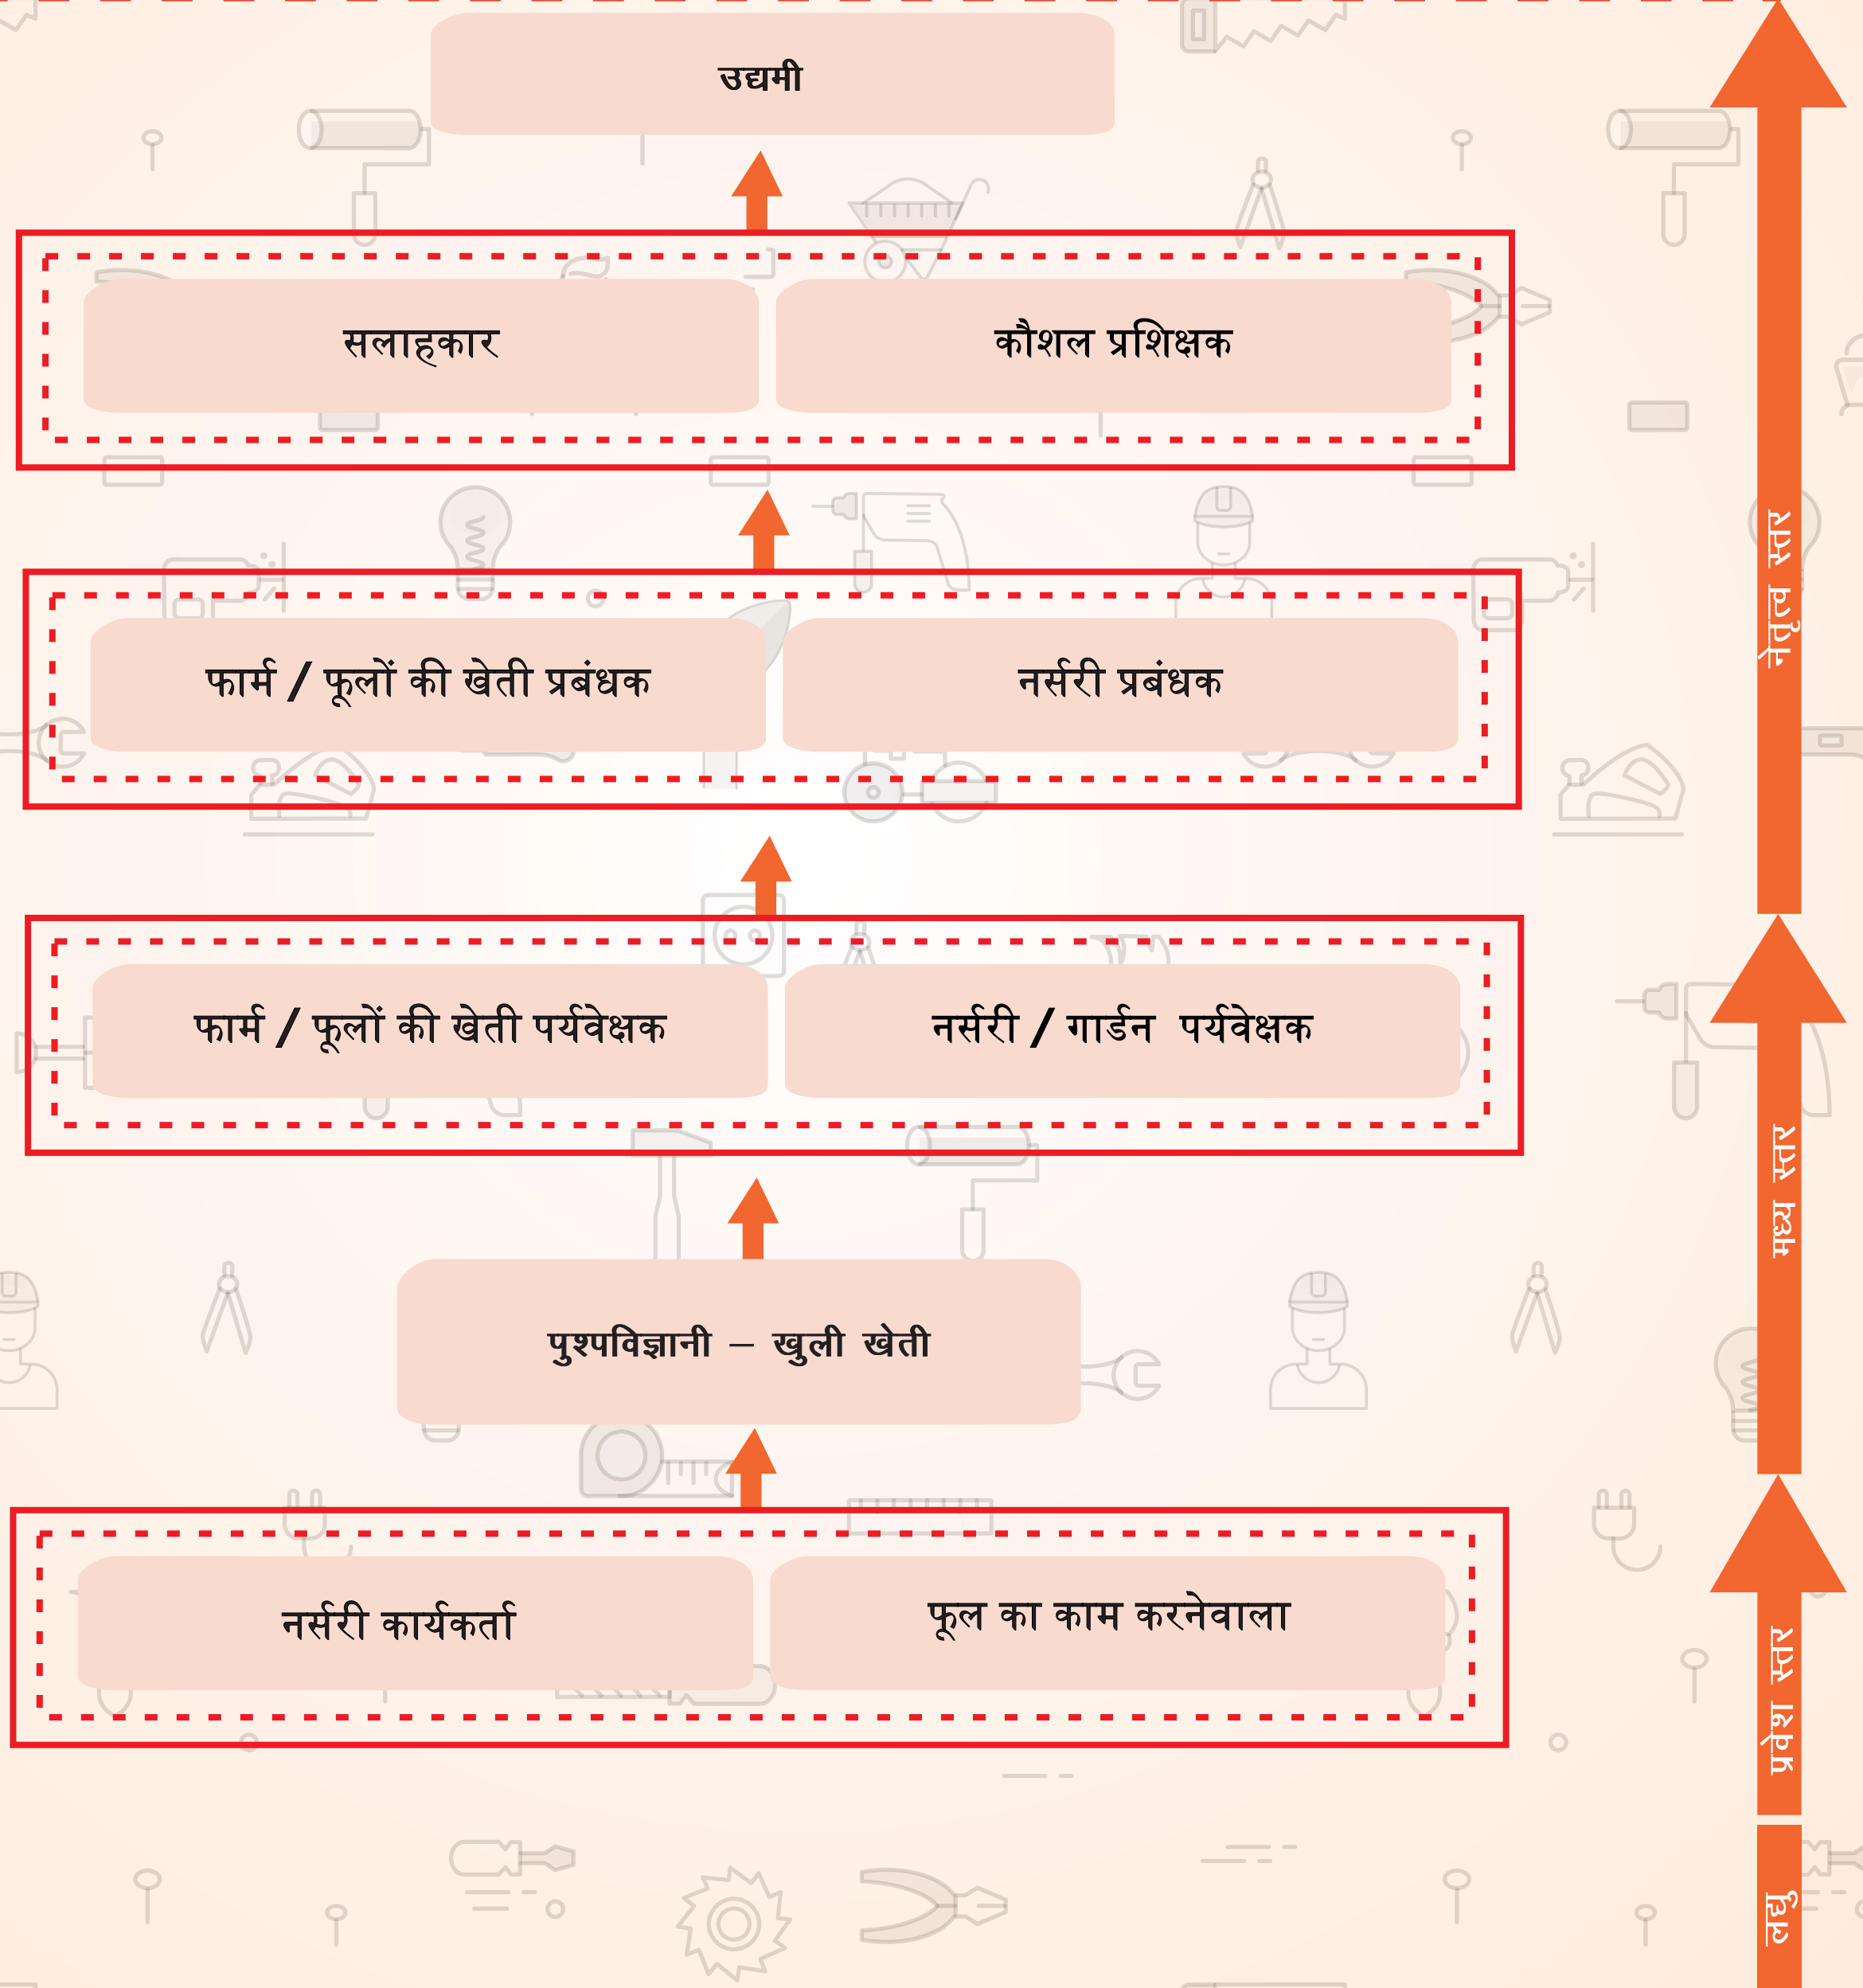 उद्यमी
सलाहकार
कौशल प्रशिक्षक
फार्म / फूलों की खेती प्रबंधक
नर्सरी प्रबंधक
फार्म / फूलों की खेती पर्यवेक्षक
नर्सरी / गार्डन पर्यवेक्षक
पुश्पविज्ञानी – खुली खेती
नर्सरी कार्यकर्ता
फूल का काम करनेवाला
नेतृत्व स्तर
मध्य स्तर
प्रवेश स्तर
लघु